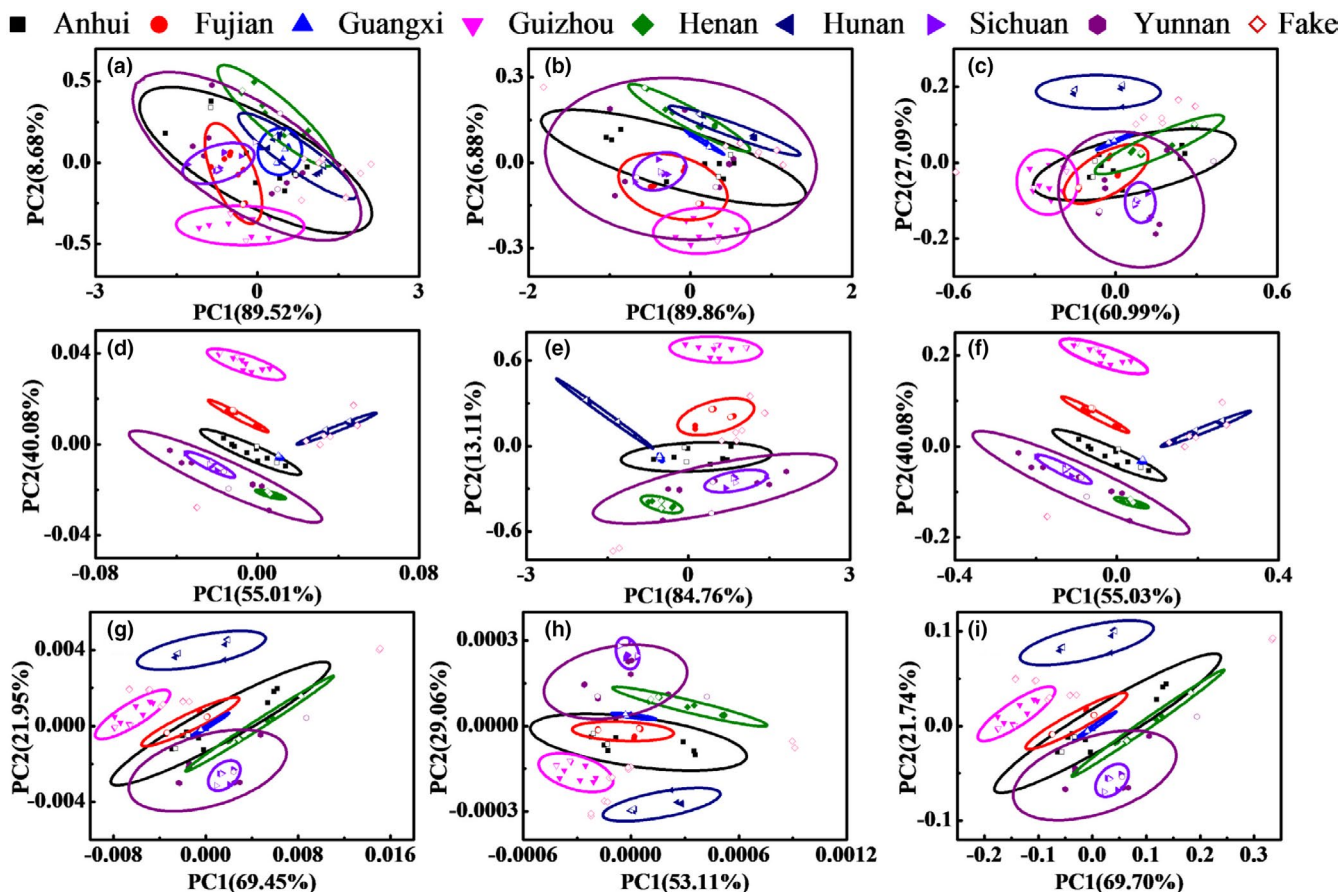 Anhui Fujian Guangxi Guizhou Henan Hunan Sichuan Yunnan Fake
(a) (b) (c)
PC2(8.68%) PC2(6.88%) PC2(27.09%)
0.5 0.3 0.2
0.0 0.0 0.0
-0.5 -0.3 -0.2
-3 0 3 -2 0 2 -0.6 0.0 0.6
PC1(89.52%) PC1(89.86%) PC1(60.99%)
(d) (e) (f)
PC2(40.08%) PC2(13.11%) PC2(40.08%)
0.04 0.6 0.2
0.00 0.0 0.0
-0.04 -0.6 -0.2
-0.08 0.00 0.08 -3 0 3 -0.4 0.0 0.4
PC1(55.01%) PC1(84.76%) PC1(55.03%)
(g) (h) (i)
PC2(21.95%) PC2(29.06%) PC2(21.74%)
0.004 0.0003 0.1
0.000 0.0000 0.0
-0.004 -0.0003 -0.1
-0.008 0.000 0.008 0.016 -0.0006 0.0000 0.0006 0.0012 -0.2 -0.1 0.0 0.1 0.2 0.3
PC1(69.45%) PC1(53.11%) PC1(69.70%)